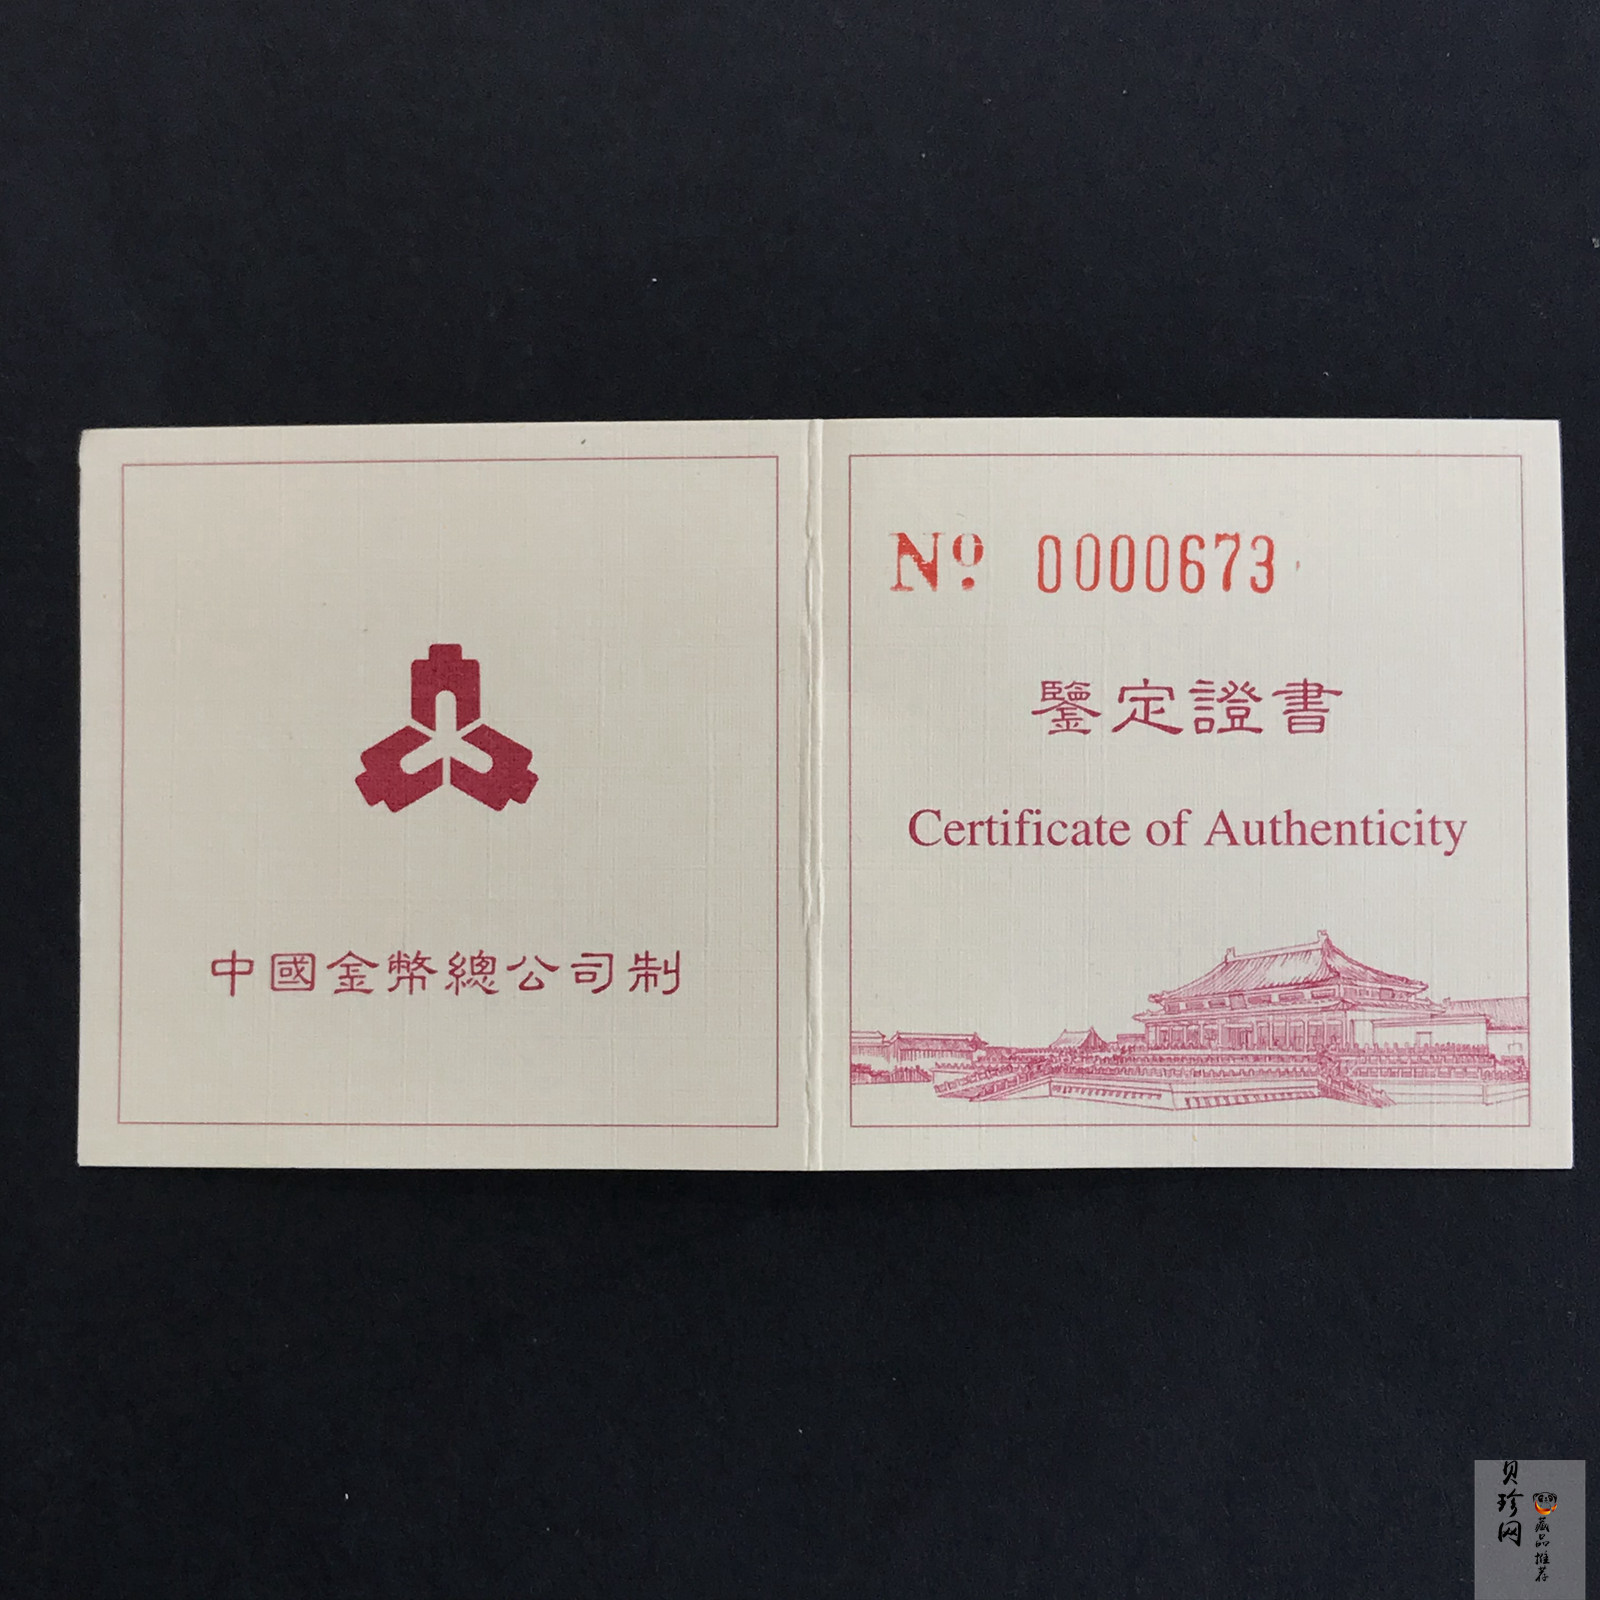 中國金幣總公司制
Nº 0000673
鑒定證書
Certificate of Authenticity
贝珍网
藏品推荐